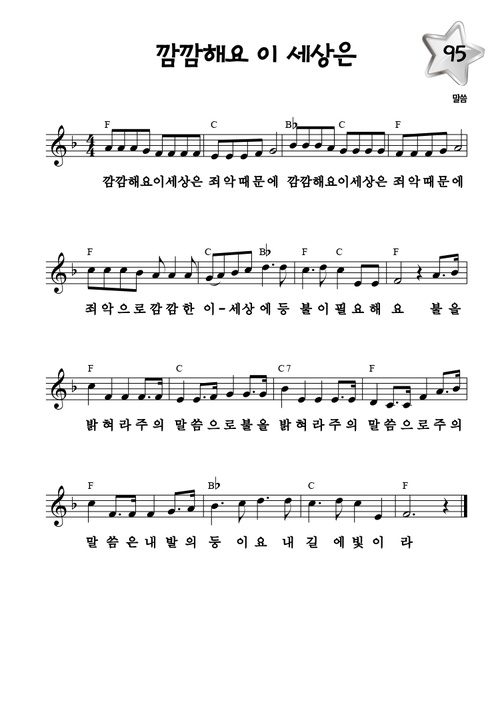 깜깜해요 이 세상은
95
말씀
F C B♭ F
4/4
깜깜해요이세상은 죄악때문에 깜깜해요이세상은 죄악때문에
F C B♭ F C F
죄악으로깜깜한 이-세상에등 불이필요해 요 불을
F C C7 F
밝혀라주의 말씀으로불을 밝혀라주의 말씀으로주의
F B♭ C F
말 씀은내발의 등 이요 내 길 에빛이 라